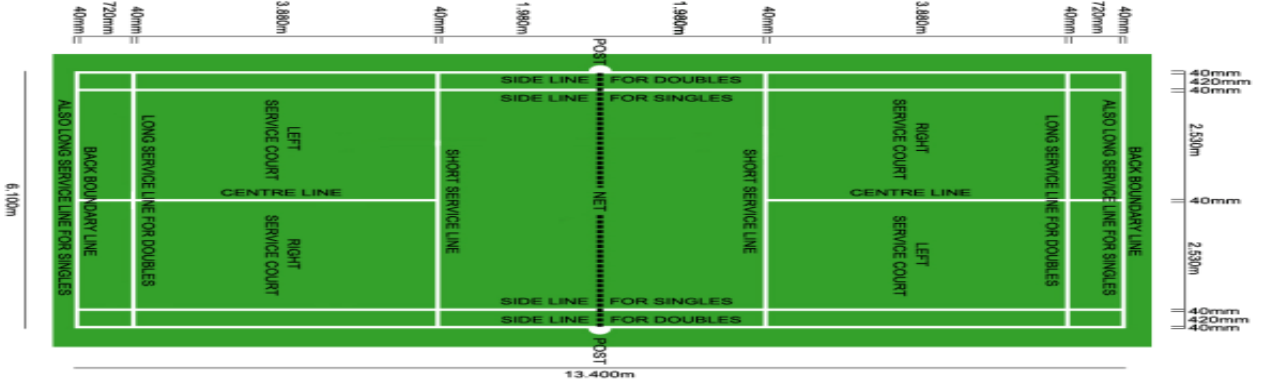 40mm
720mm
40mm
3.880m
40mm
1.980m
1.980m
40mm
3.880m
40mm
720mm
40mm
POST
SIDE LINE FOR DOUBLES
SIDE LINE FOR SINGLES
40mm
420mm
40mm
2.530m
40mm
2.530m
40mm
420mm
40mm
6.100m
ALSO LONG SERVICE LINE FOR SINGLES
BACK BOUNDARY LINE
LONG SERVICE LINE FOR DOUBLES
LEFT
SERVICE COURT
CENTRE LINE
RIGHT
SERVICE COURT
SHORT SERVICE LINE
NET
SHORT SERVICE LINE
RIGHT
SERVICE COURT
CENTRE LINE
LEFT
SERVICE COURT
LONG SERVICE LINE FOR DOUBLES
ALSO LONG SERVICE LINE FOR SINGLES
BACK BOUNDARY LINE
SIDE LINE FOR SINGLES
SIDE LINE FOR DOUBLES
POST
13.400m